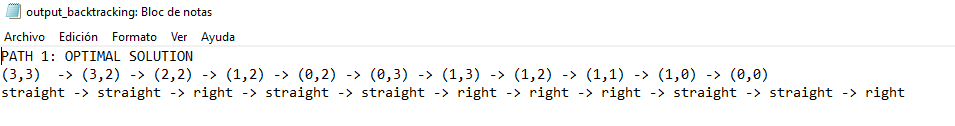 output_backtracking: Bloc de notas
Archivo Edición Formato Ver Ayuda
PATH 1: OPTIMAL SOLUTION
(3,3)  -> (3,2) -> (2,2) -> (1,2) -> (0,2) -> (0,3) -> (1,3) -> (1,2) -> (1,1) -> (1,0) -> (0,0)
straight -> straight -> right -> straight -> straight -> right -> right -> right -> straight -> straight -> right